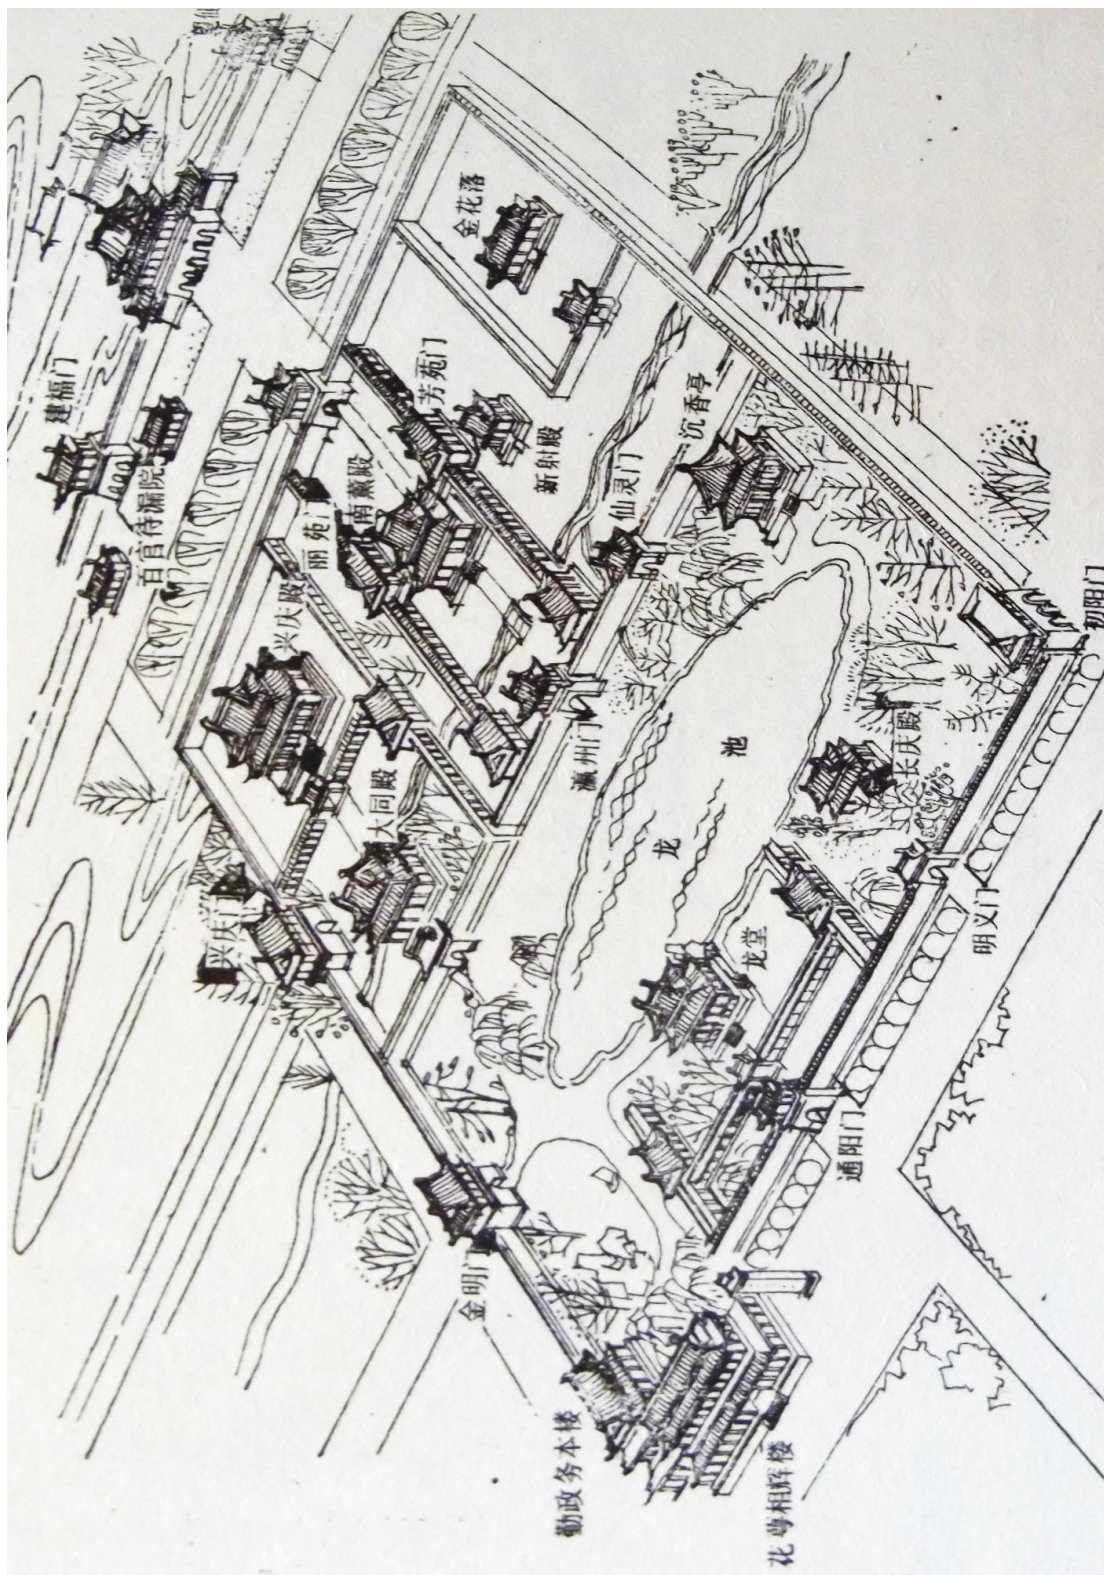 建福门
百官待漏院
兴庆门
兴庆殿
丽苑门
南薰殿
大同殿
芳苑门
金花落
金明门
新射殿
瀛州门
仙灵门
勤政务本楼
沉香亭
龙池
龙堂
花萼相辉楼
通阳门
长庆殿
明义门
初阳门